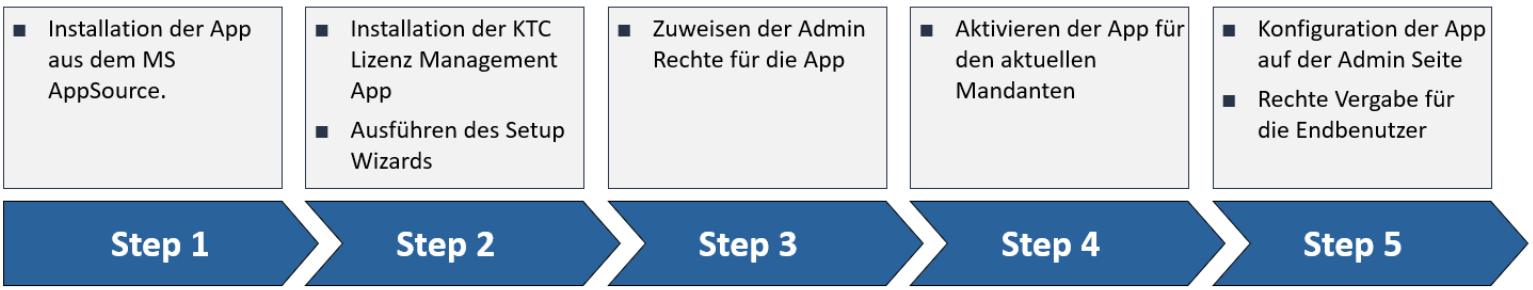 ■ Installation der App
aus dem MS
AppSource.
■ Installation der KTC
Lizenz Management
App
■ Ausführen des Setup
Wizards
■ Zuweisen der Admin
Rechte für die App
■ Aktivieren der App für
den aktuellen
Mandanten
■ Konfiguration der App
auf der Admin Seite
■ Rechte Vergabe für
die Endbenutzer
Step 1
Step 2
Step 3
Step 4
Step 5